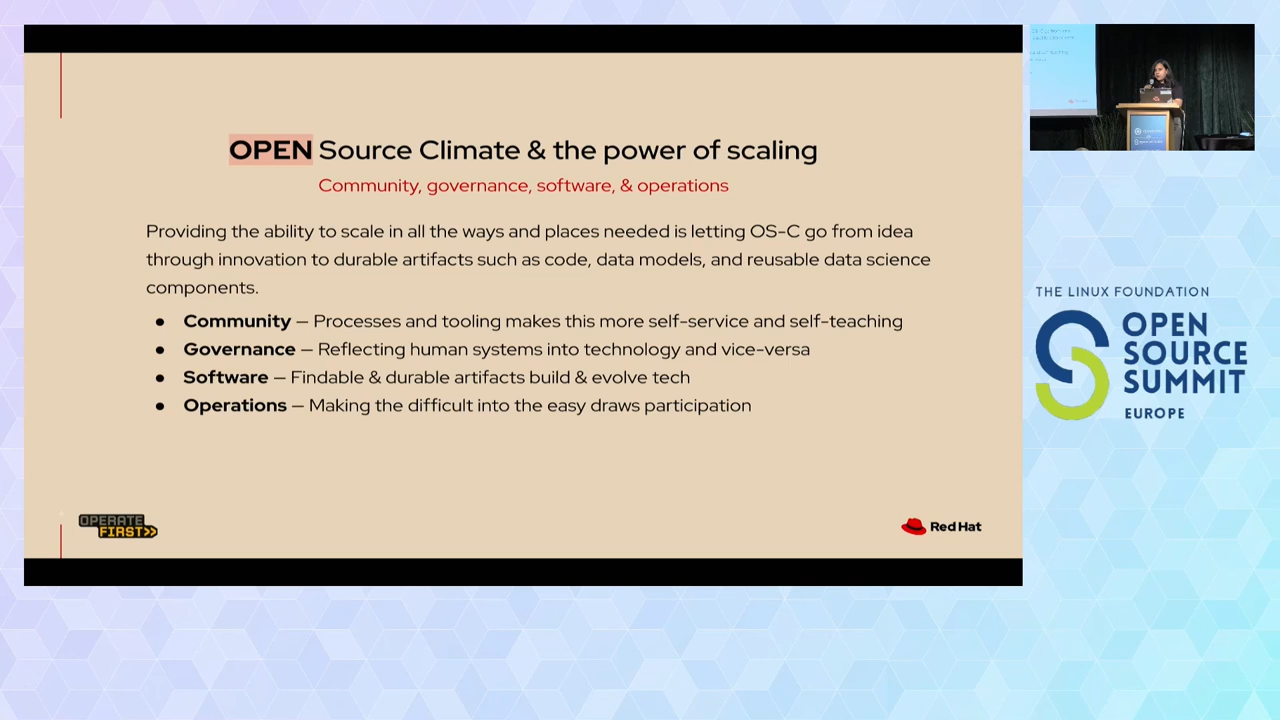 OPEN Source Climate & the power of scaling
Community, governance, software, & operations
Providing the ability to scale in all the ways and places needed is letting OS-C go from idea
through innovation to durable artifacts such as code, data models, and reusable data science
components.
● Community – Processes and tooling makes this more self-service and self-teaching
● Governance – Reflecting human systems into technology and vice-versa
● Software – Findable & durable artifacts build & evolve tech
● Operations – Making the difficult into the easy draws participation
OPERATE
FIRST>>
Red Hat
THE LINUX FOUNDATION
OPEN
SOURCE
SUMMIT
EUROPE